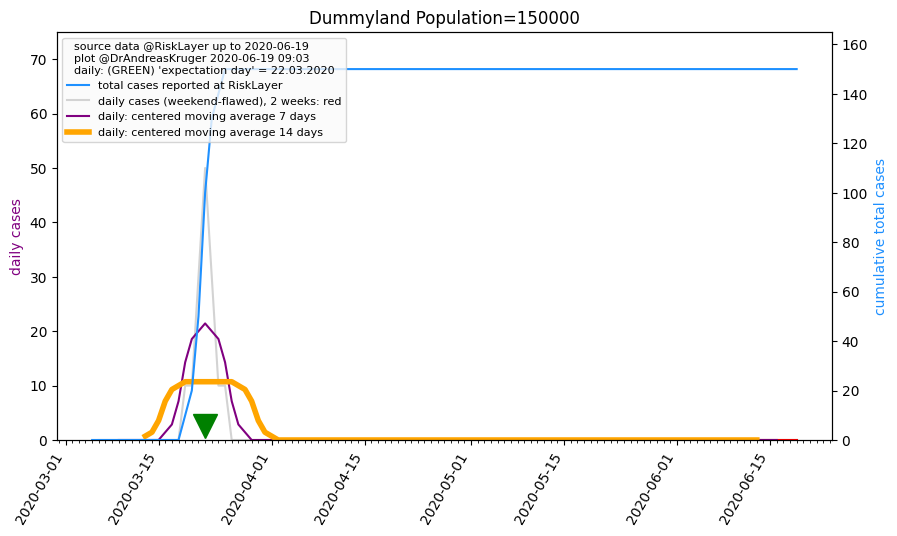 Dummyland Population=150000
source data @RiskLayer up to 2020-06-19
plot @DrAndreasKruger 2020-06-19 09:03
daily: (GREEN) 'expectation day' = 22.03.2020
total cases reported at RiskLayer
daily cases (weekend-flawed), 2 weeks: red
daily: centered moving average 7 days
daily: centered moving average 14 days
daily cases
70
60
50
40
30
20
10
0
160
140
120
100
80
60
40
20
0
cumulative total cases
2020-03-01
2020-03-15
2020-04-01
2020-04-15
2020-05-01
2020-05-15
2020-06-01
2020-06-15